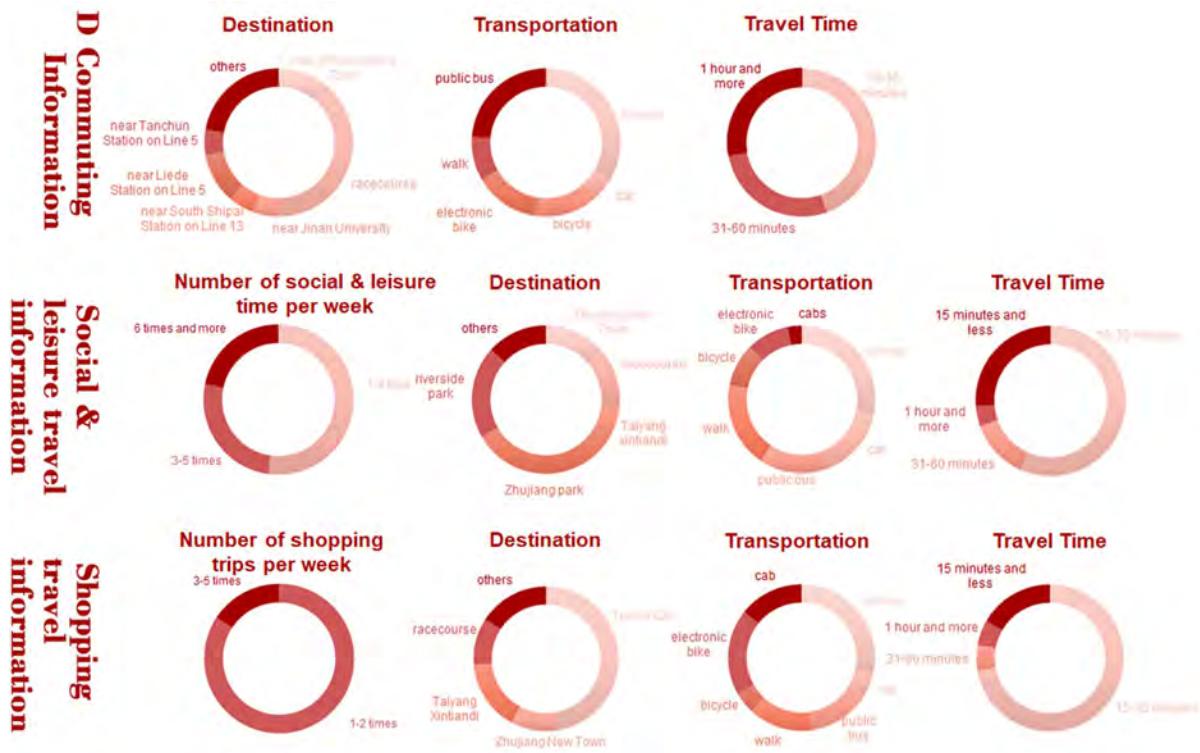 D Commuting
Information
Destination
Transportation
Travel Time
others
near Tanchun
Station on Line 5
near Liede
Station on Line 5
near South Shipai
Station on Line 13
near Jinan University
racecourse
public bus
walk
electronic
bike
bicycle
car
1 hour and
more
minutes
31-60 minutes
Social &
leisure travel
information
Number of social & leisure
time per week
Destination
Transportation
Travel Time
6 times and more
3-5 times
others
riverside
park
Taiyang
xintiandi
Zhujiang park
electronic
bike
cabs
bicycle
walk
public bus
car
15 minutes and
less
1 hour and
more
31-60 minutes
Shopping
travel
information
Number of shopping
trips per week
Destination
Transportation
Travel Time
3-5 times
1-2 times
others
racecourse
Taiyang
Xintiandi
Zhujiang New Town
cab
electronic
bike
bicycle
walk
public
bus
15 minutes and
less
1 hour and more
31-60 minutes